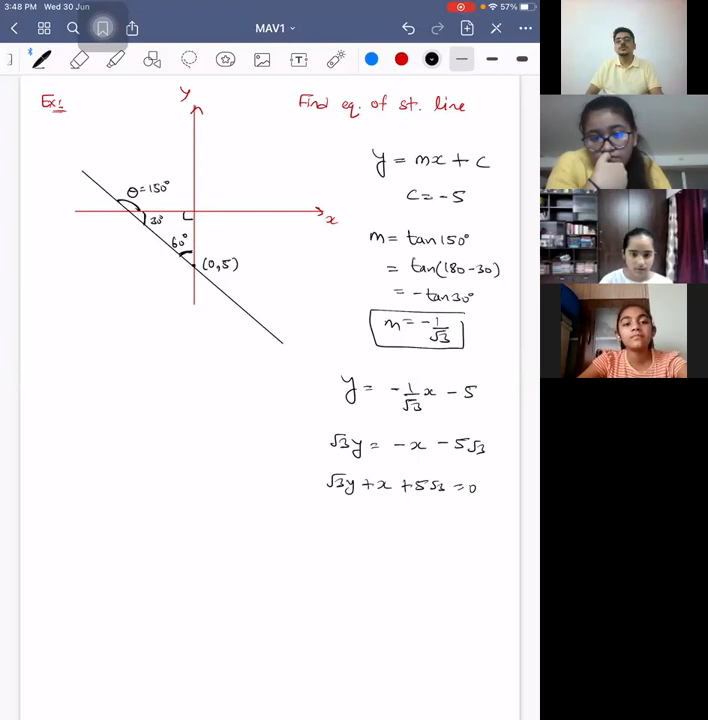 3:48 PM Wed 30 Jun
57%
MAV1
T
Ex:
Find eq. of st. line
y
x
θ=150°
30°
60°
(0,5)
y = mx + c
c = -5
m = tan 150°
= tan(180-30)
= -tan 30°
m = -1/√3
y = -1/√3 x - 5
√3y = -x - 5√3
√3y + x + 5√3 = 0